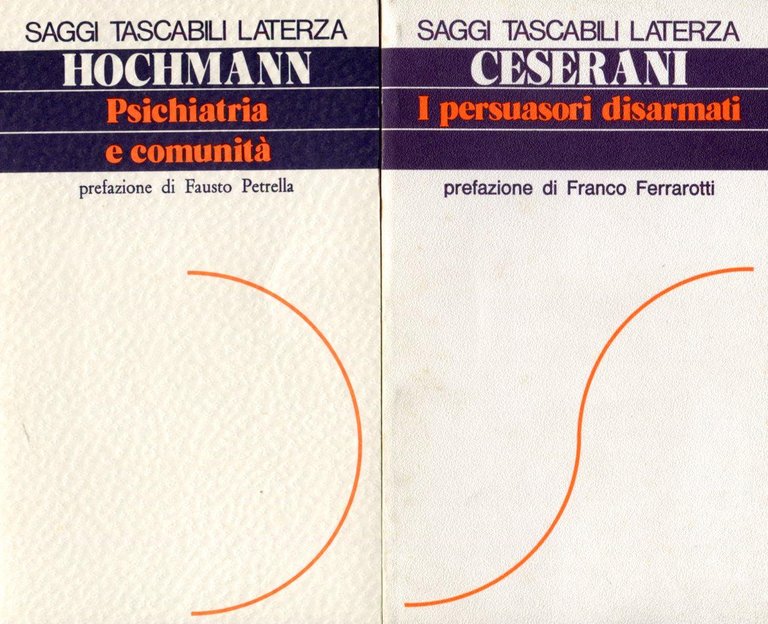 SAGGI TASCABILI LATERZA
HOCHMANN
Psichiatria
e comunità
prefazione di Fausto Petrella
SAGGI TASCABILI LATERZA
CESERANI
I persuasori disarmati
prefazione di Franco Ferrarotti